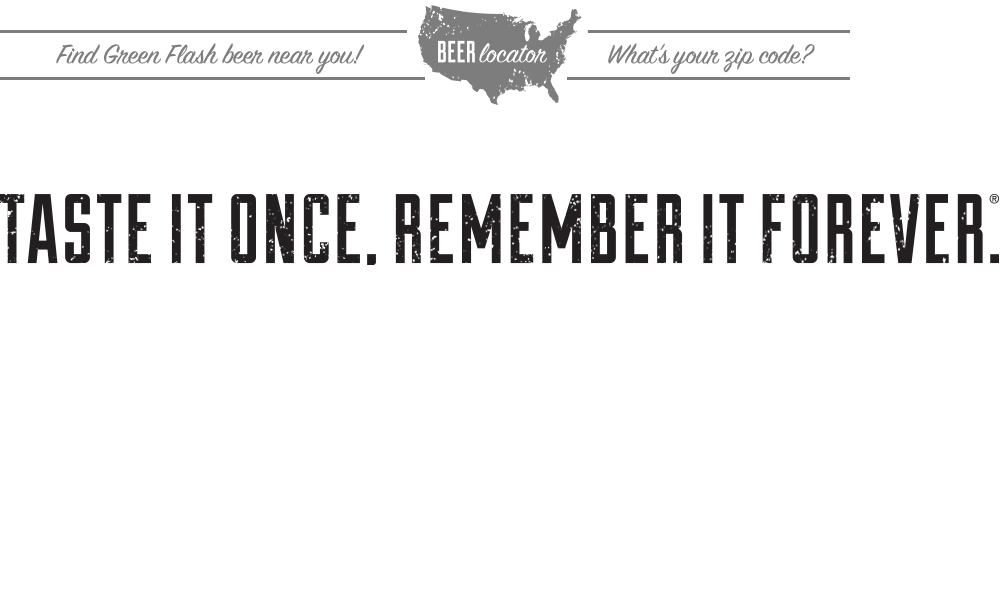 Find Green Flash beer near you!
BEER locator
What's your zip code?
TASTE IT ONCE. REMEMBER IT FOREVER.®